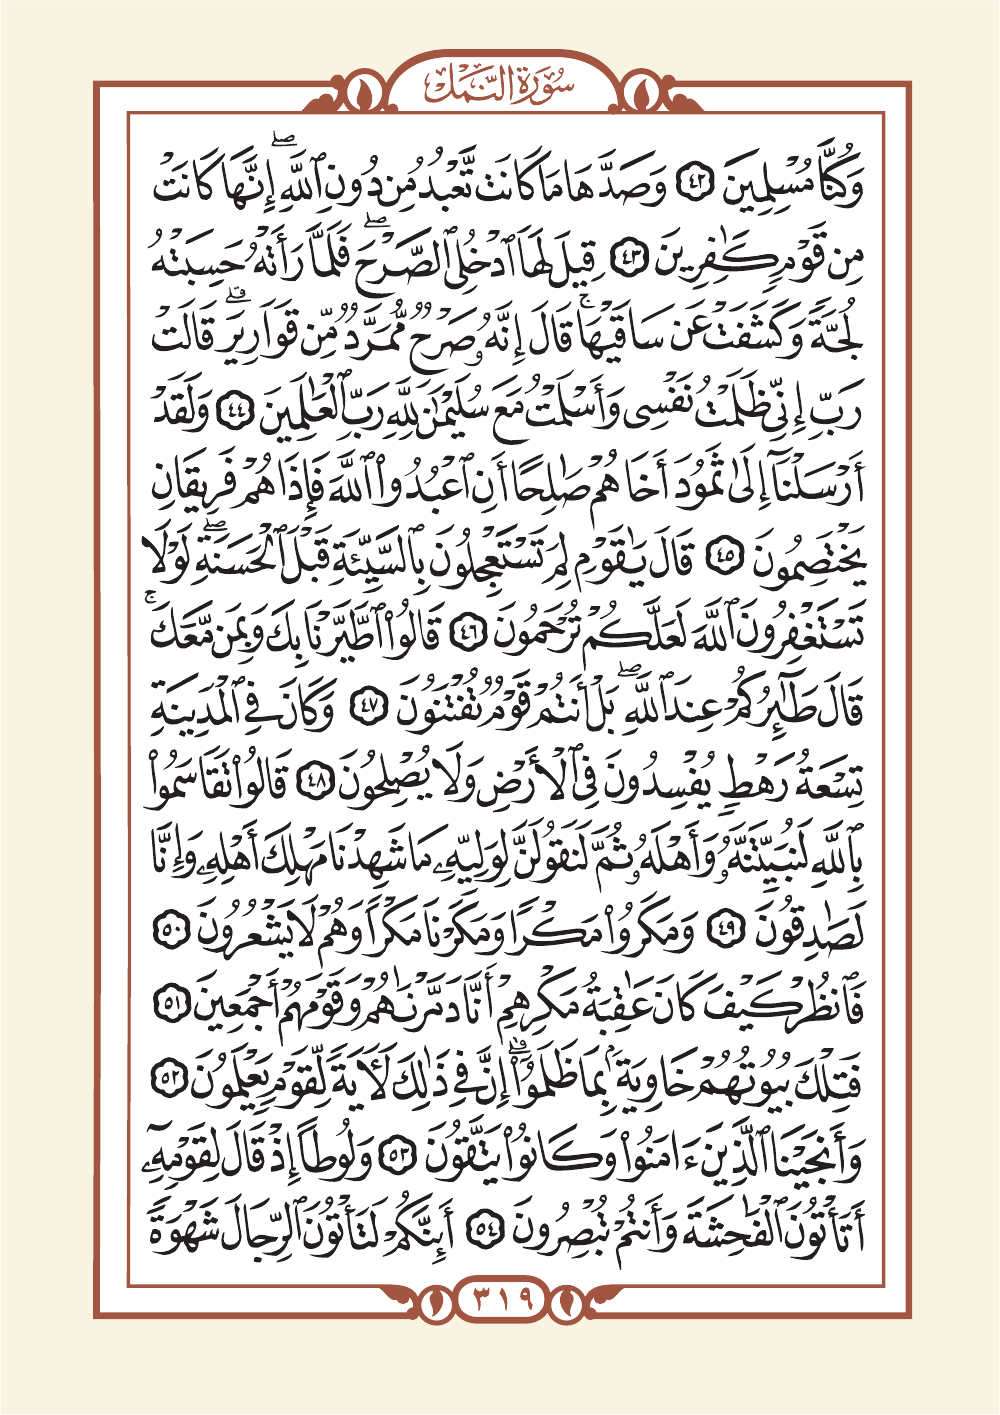 سُورَةُ النَّمْلِ
وَكُنَّا مُسْلِمِينَ ٤٢ وَصَدَّهَا مَا كَانَت تَّعْبُدُ مِن دُونِ ٱللَّهِۖ إِنَّهَا كَانَتْ
مِن قَوْمٍ كَٰفِرِينَ ٤٣ قِيلَ لَهَا ٱدْخُلِى ٱلصَّرْحَۖ فَلَمَّا رَأَتْهُ حَسِبَتْهُ
لُجَّةً وَكَشَفَتْ عَن سَاقَيْهَاۚ قَالَ إِنَّهُۥ صَرْحٌ مُّمَرَّدٌ مِّن قَوَارِيرَۗ قَالَتْ
رَبِّ إِنِّى ظَلَمْتُ نَفْسِى وَأَسْلَمْتُ مَعَ سُلَيْمَٰنَ لِلَّهِ رَبِّ ٱلْعَٰلَمِينَ ٤٤ وَلَقَدْ
أَرْسَلْنَآ إِلَىٰ ثَمُودَ أَخَاهُمْ صَٰلِحًا أَنِ ٱعْبُدُوا۟ ٱللَّهَ فَإِذَا هُمْ فَرِيقَانِ
يَخْتَصِمُونَ ٤٥ قَالَ يَٰقَوْمِ لِمَ تَسْتَعْجِلُونَ بِٱلسَّيِّئَةِ قَبْلَ ٱلْحَسَنَةِۖ لَوْلَا
تَسْتَغْفِرُونَ ٱللَّهَ لَعَلَّكُمْ تُرْحَمُونَ ٤٦ قَالُوا۟ ٱطَّيَّرْنَا بِكَ وَبِمَن مَّعَكَۚ
قَالَ طَٰٓئِرُكُمْ عِندَ ٱللَّهِۖ بَلْ أَنتُمْ قَوْمٌ تُفْتَنُونَ ٤٧ وَكَانَ فِى ٱلْمَدِينَةِ
تِسْعَةُ رَهْطٍ يُفْسِدُونَ فِى ٱلْأَرْضِ وَلَا يُصْلِحُونَ ٤٨ قَالُوا۟ تَقَاسَمُوا۟
بِٱللَّهِ لَنُبَيِّتَنَّهُۥ وَأَهْلَهُۥ ثُمَّ لَنَقُولَنَّ لِوَلِيِّهِۦ مَا شَهِدْنَا مَهْلِكَ أَهْلِهِۦ وَإِنَّا
لَصَٰدِقُونَ ٤٩ وَمَكَرُوا۟ مَكْرًا وَمَكَرْنَا مَكْرًا وَهُمْ لَا يَشْعُرُونَ ٥٠
فَٱنظُرْ كَيْفَ كَانَ عَٰقِبَةُ مَكْرِهِمْ أَنَّا دَمَّرْنَٰهُمْ وَقَوْمَهُمْ أَجْمَعِينَ ٥١
فَتِلْكَ بُيُوتُهُمْ خَاوِيَةًۢ بِمَا ظَلَمُوٓا۟ۗ إِنَّ فِى ذَٰلِكَ لَءَايَةً لِّقَوْمٍ يَعْلَمُونَ ٥٢
وَأَنجَيْنَا ٱلَّذِينَ ءَامَنُوا۟ وَكَانُوا۟ يَتَّقُونَ ٥٣ وَلُوطًا إِذْ قَالَ لِقَوْمِهِۦٓ
أَتَأْتُونَ ٱلْفَٰحِشَةَ وَأَنتُمْ تُبْصِرُونَ ٥٤ أَئِنَّكُمْ لَتَأْتُونَ ٱلرِّجَالَ شَهْوَةً
٣١٩